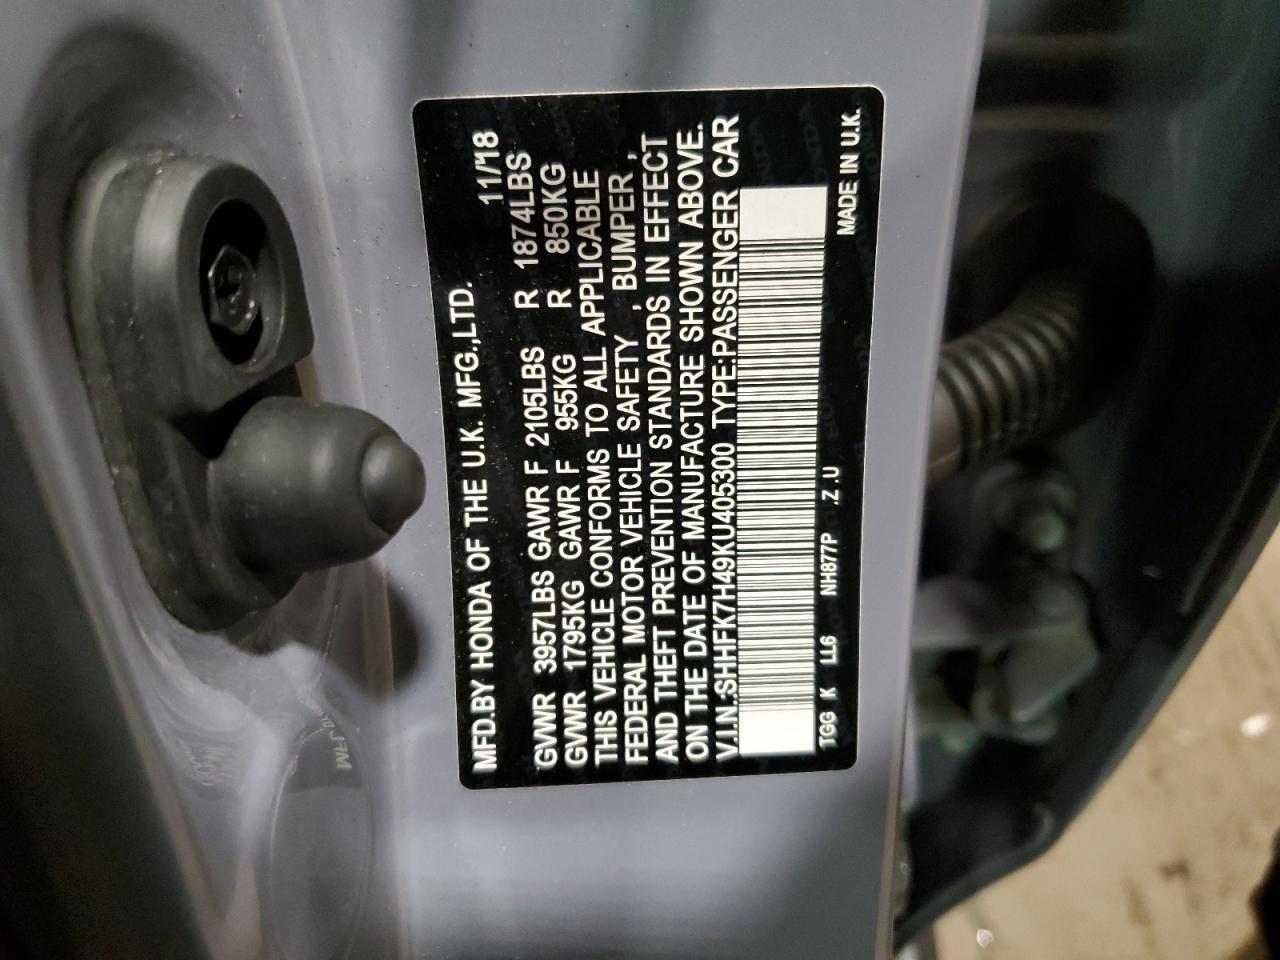 MFD.BY HONDA OF THE U.K. MFG.,LTD. 11/18
GVWR 3957LBS GAWR F 2105LBS R 1874LBS
GVWR 1795KG GAWR F 955KG R 850KG
THIS VEHICLE CONFORMS TO ALL APPLICABLE
FEDERAL MOTOR VEHICLE SAFETY , BUMPER ,
AND THEFT PREVENTION STANDARDS IN EFFECT
ON THE DATE OF MANUFACTURE SHOWN ABOVE.
V.I.N.:SHHFK7H49KU405300 TYPE:PASSENGER CAR
TGG K LL6 NH877P .Z .U MADE IN U.K.